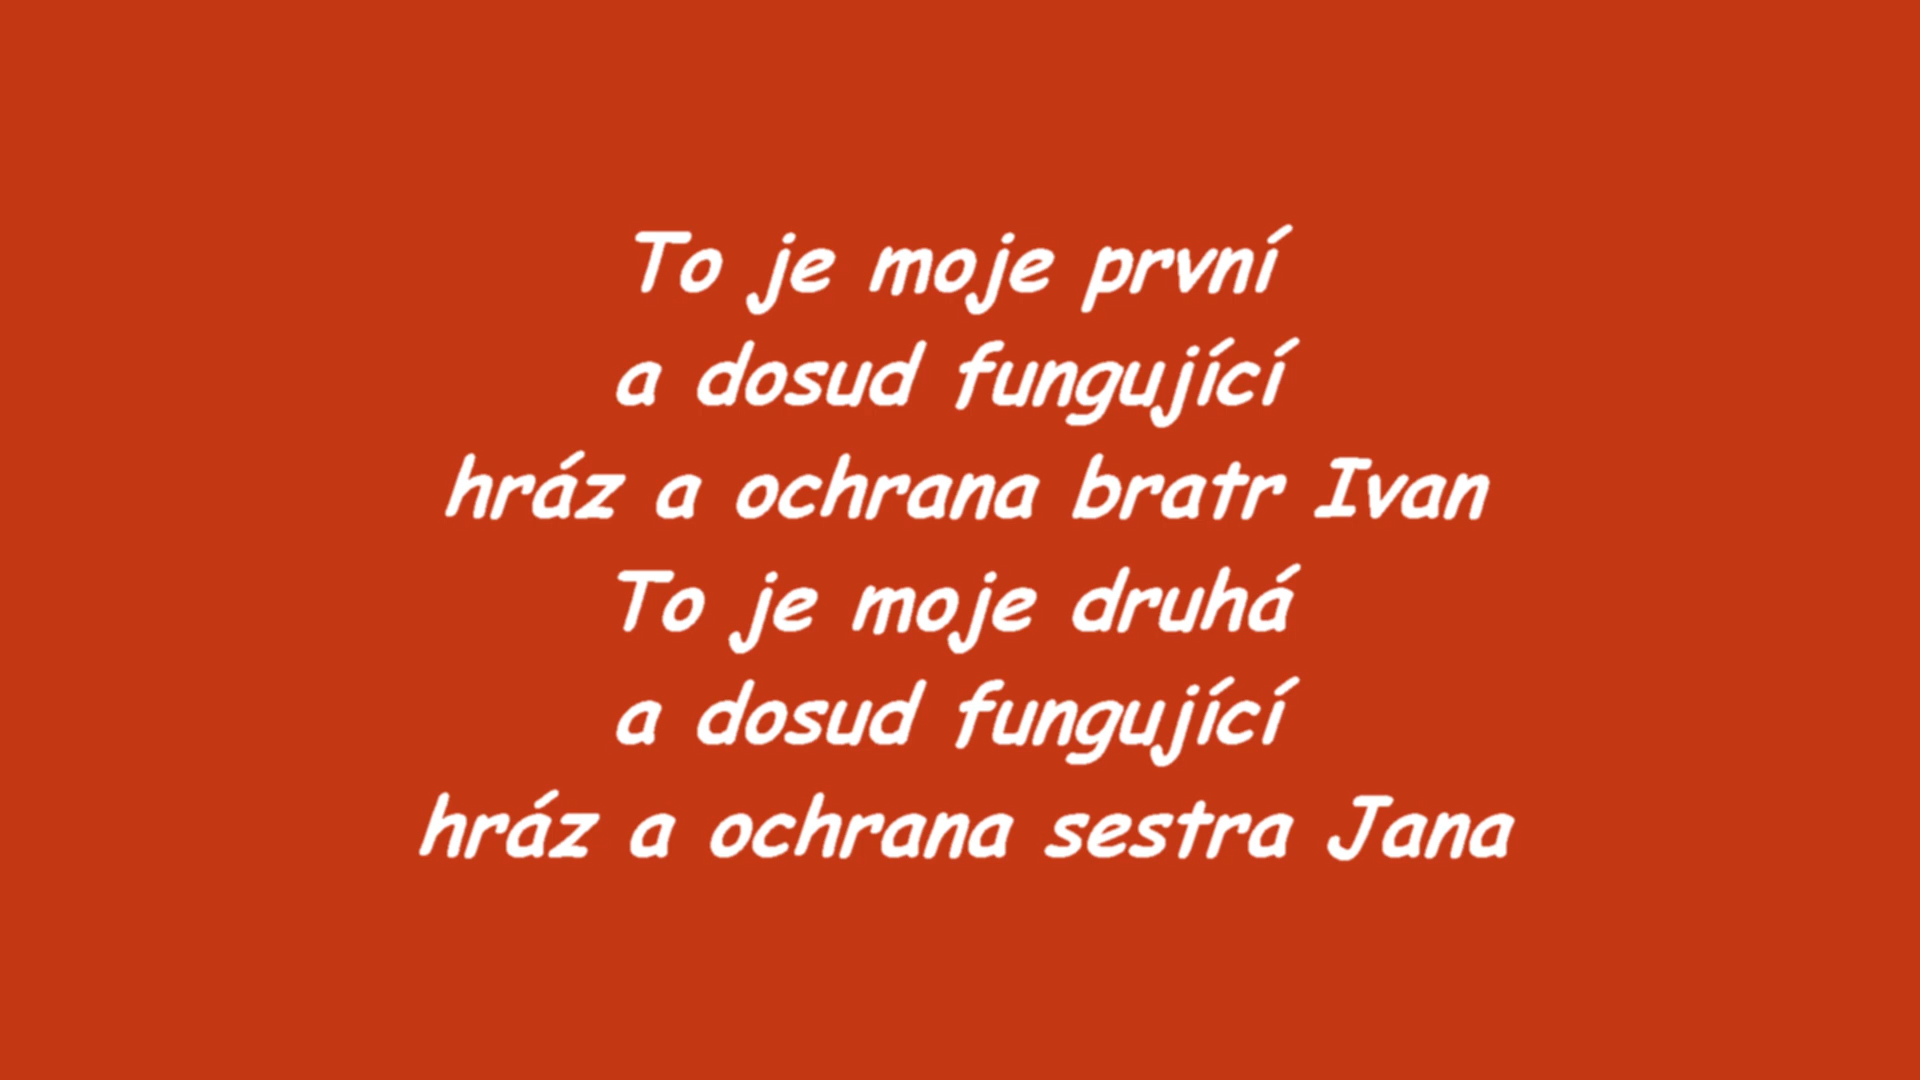 To je moje první
a dosud fungující
hráz a ochrana bratr Ivan
To je moje druhá
a dosud fungující
hráz a ochrana sestra Jana